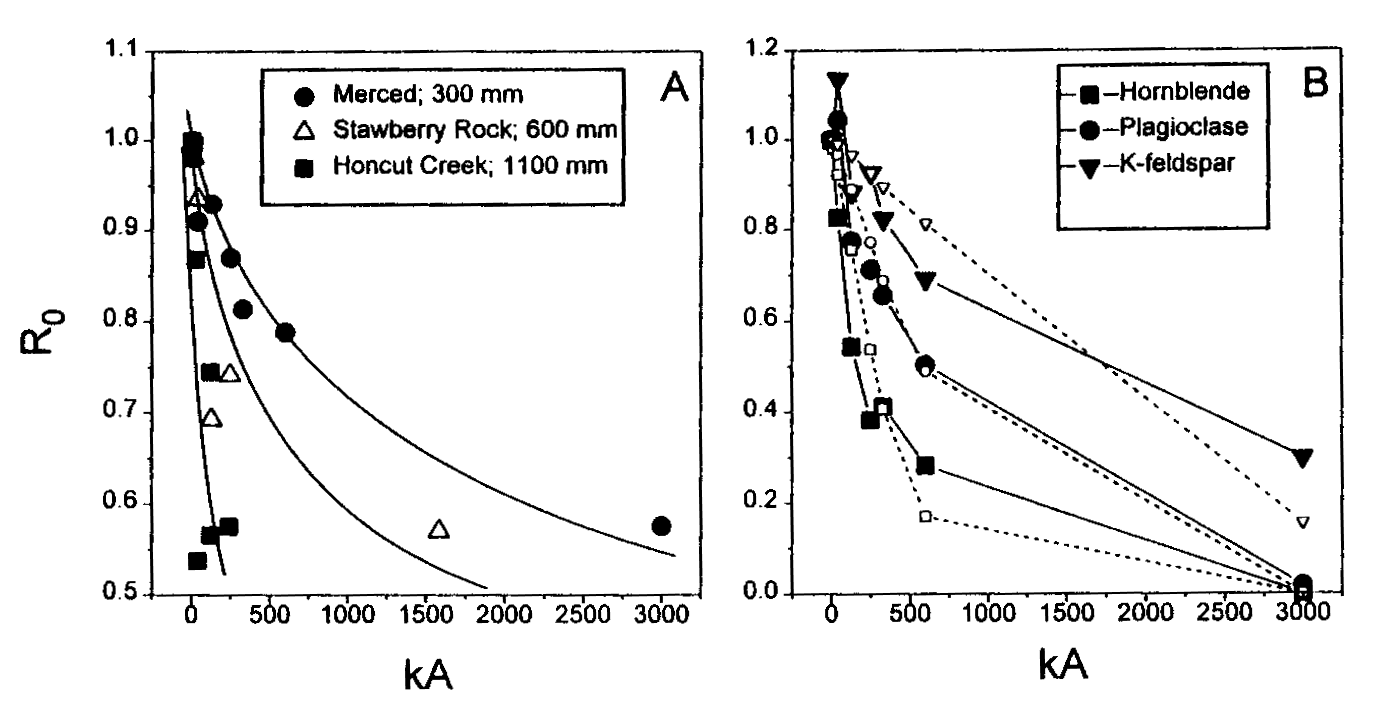 A
Merced; 300 mm
Stawberry Rock; 600 mm
Honcut Creek; 1100 mm
1.1
1.0
0.9
0.8
0.7
0.6
0.5
R0
0 500 1000 1500 2000 2500 3000
kA
B
Hornblende
Plagioclase
K-feldspar
1.2
1.0
0.8
0.6
0.4
0.2
0.0
0 500 1000 1500 2000 2500 3000
kA